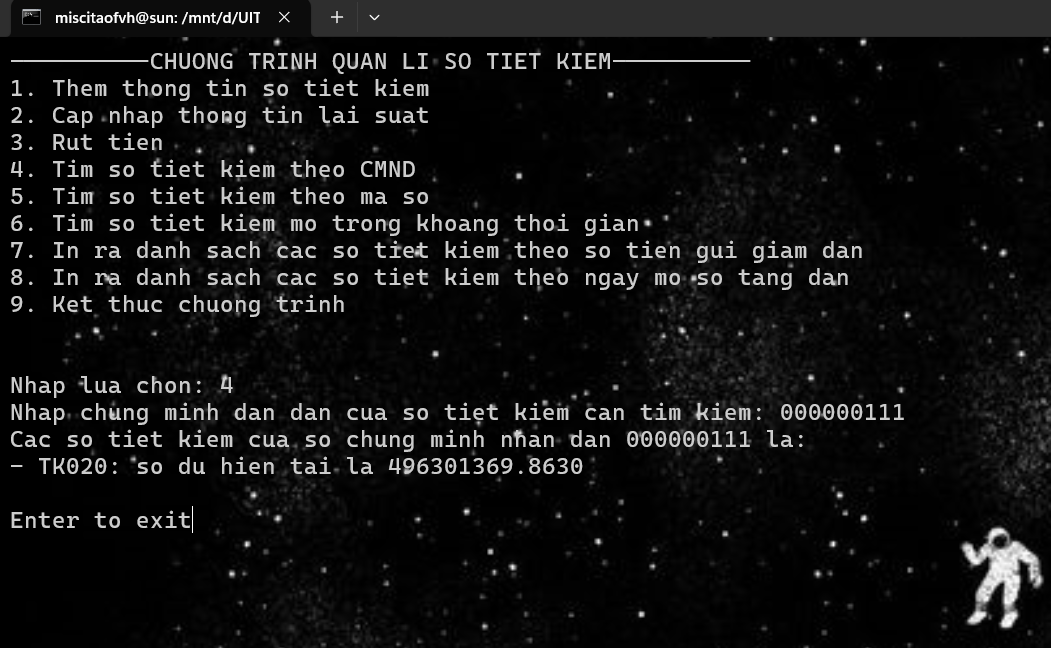 miscitaofvh@sun: /mnt/d/UIT
——————————CHUONG TRINH QUAN LI SO TIET KIEM——————————
1. Them thong tin so tiet kiem
2. Cap nhap thong tin lai suat
3. Rut tien
4. Tim so tiet kiem theo CMND
5. Tim so tiet kiem theo ma so
6. Tim so tiet kiem mo trong khoang thoi gian
7. In ra danh sach cac so tiet kiem theo so tien gui giam dan
8. In ra danh sach cac so tiet kiem theo ngay mo so tang dan
9. Ket thuc chuong trinh
Nhap lua chon: 4
Nhap chung minh dan dan cua so tiet kiem can tim kiem: 000000111
Cac so tiet kiem cua so chung minh nhan dan 000000111 la:
- TK020: so du hien tai la 496301369.8630
Enter to exit